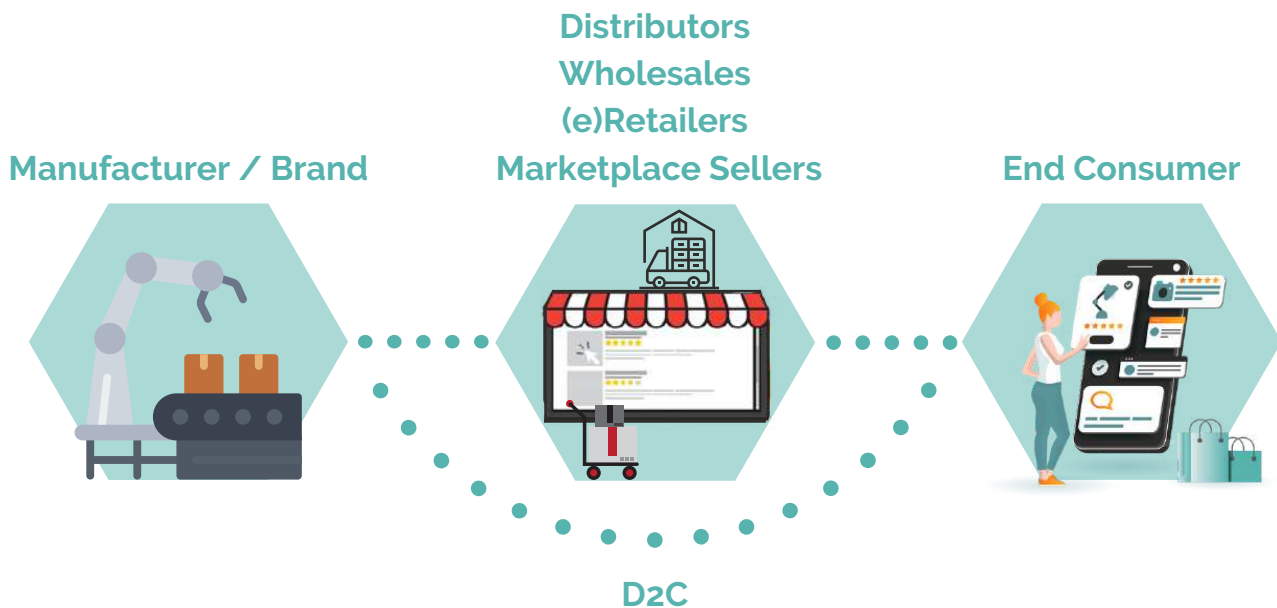 Distributors
Wholesales
(e)Retailers
Manufacturer / Brand
Marketplace Sellers
End Consumer
D2C